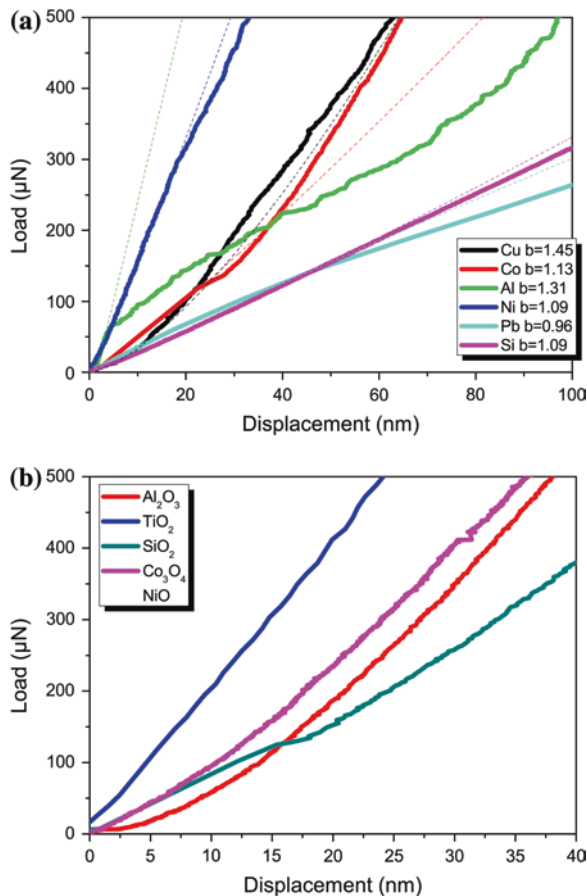 (a)
500
400
300
200
100
0
Load (μN)
Cu b=1.45
Co b=1.13
Al b=1.31
Ni b=1.09
Pb b=0.96
Si b=1.09
0 20 40 60 80 100
Displacement (nm)
(b)
500
400
300
200
100
0
Load (μN)
Al₂O₃
TiO₂
SiO₂
Co₃O₄
NiO
0 5 10 15 20 25 30 35 40
Displacement (nm)